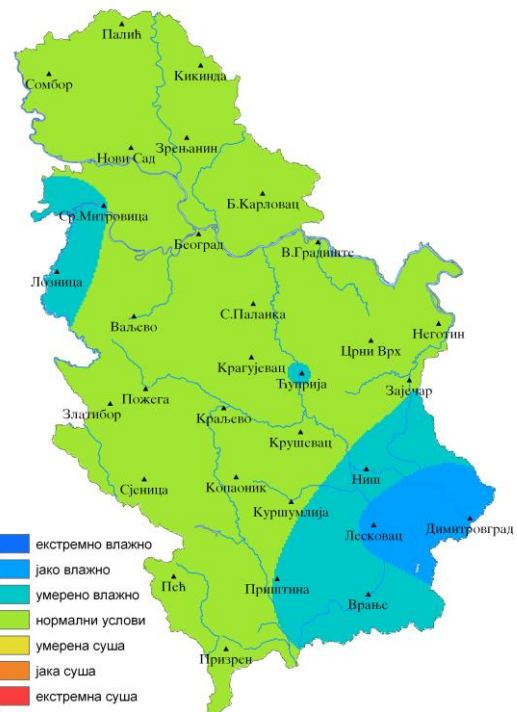 Палић
Кикинда
Сомбор
Зрењанин
Нови Сад
Б.Карловац
Ср.Митровица
Београд
В.Градиште
Лозница
С.Паланка
Ваљево
Неготин
Црни Врх
Крагујевац
Ћуприја
Зајечар
Пожега
Златибор
Краљево
Крушевац
Ниш
Сјеница
Копаоник
Куршумлија
Лесковац
Димитровград
Пећ
Приштина
Врање
Призрен
екстремно влажно
јако влажно
умерено влажно
нормални услови
умерена суша
јака суша
екстремна суша